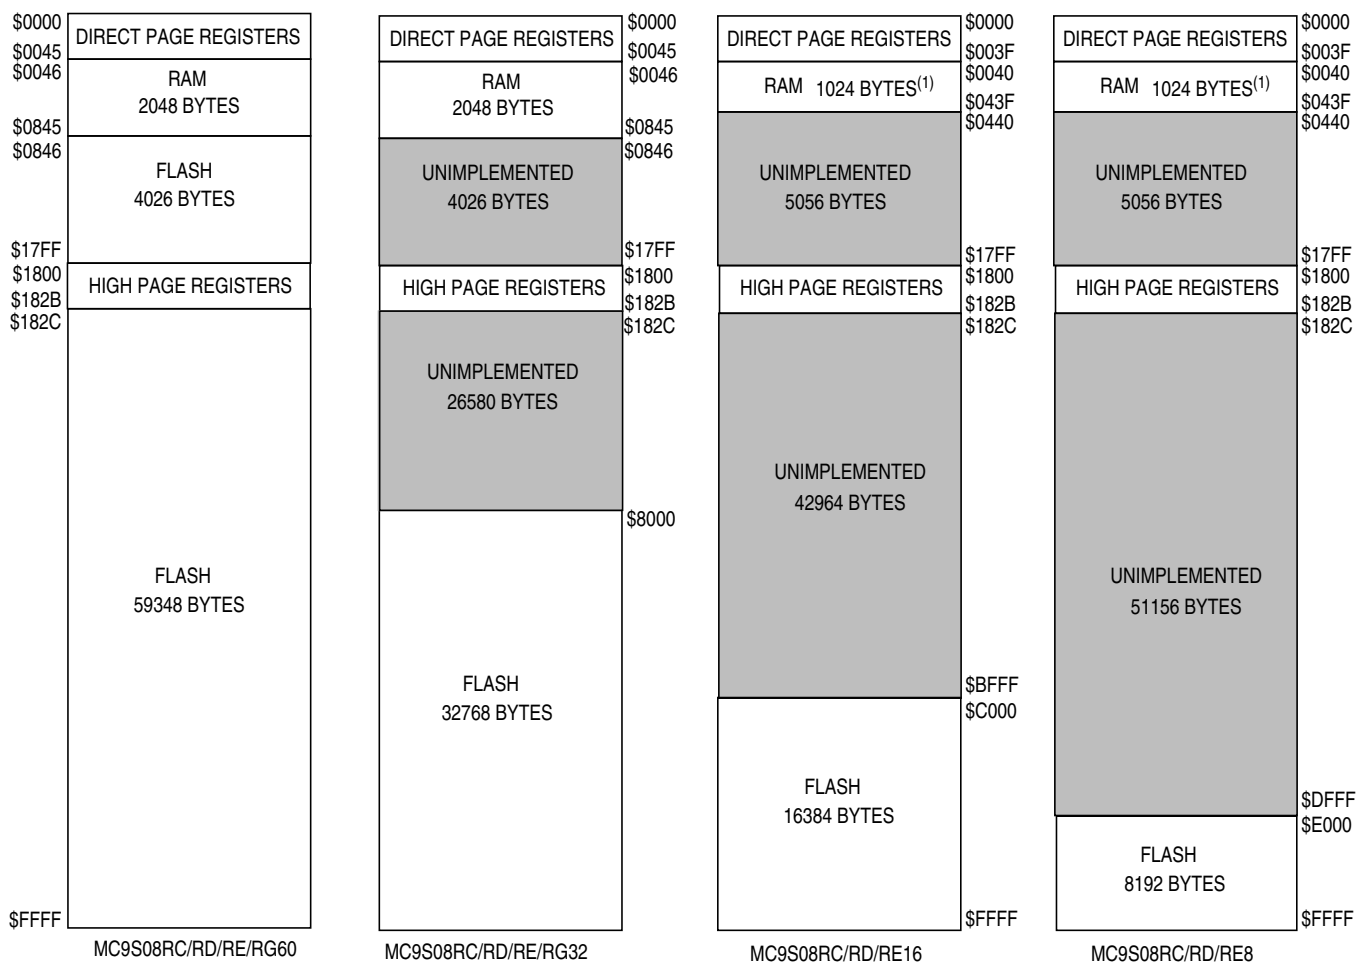 $0000
DIRECT PAGE REGISTERS
$0045
$0046
RAM
2048 BYTES
$0845
$0846
FLASH
4026 BYTES
$17FF
$1800
HIGH PAGE REGISTERS
$182B
$182C
FLASH
59348 BYTES
$FFFF
MC9S08RC/RD/RE/RG60
$0000
DIRECT PAGE REGISTERS
$0045
$0046
RAM
2048 BYTES
$0845
$0846
UNIMPLEMENTED
4026 BYTES
$17FF
$1800
HIGH PAGE REGISTERS
$182B
$182C
UNIMPLEMENTED
26580 BYTES
$8000
FLASH
32768 BYTES
MC9S08RC/RD/RE/RG32
$0000
DIRECT PAGE REGISTERS
$003F
$0040
RAM 1024 BYTES(1)
$043F
$0440
UNIMPLEMENTED
5056 BYTES
$17FF
$1800
HIGH PAGE REGISTERS
$182B
$182C
UNIMPLEMENTED
42964 BYTES
$BFFF
$C000
FLASH
16384 BYTES
$FFFF
MC9S08RC/RD/RE16
$0000
DIRECT PAGE REGISTERS
$003F
$0040
RAM 1024 BYTES(1)
$043F
$0440
UNIMPLEMENTED
5056 BYTES
$17FF
$1800
HIGH PAGE REGISTERS
$182B
$182C
UNIMPLEMENTED
51156 BYTES
$DFFF
$E000
FLASH
8192 BYTES
$FFFF
MC9S08RC/RD/RE8